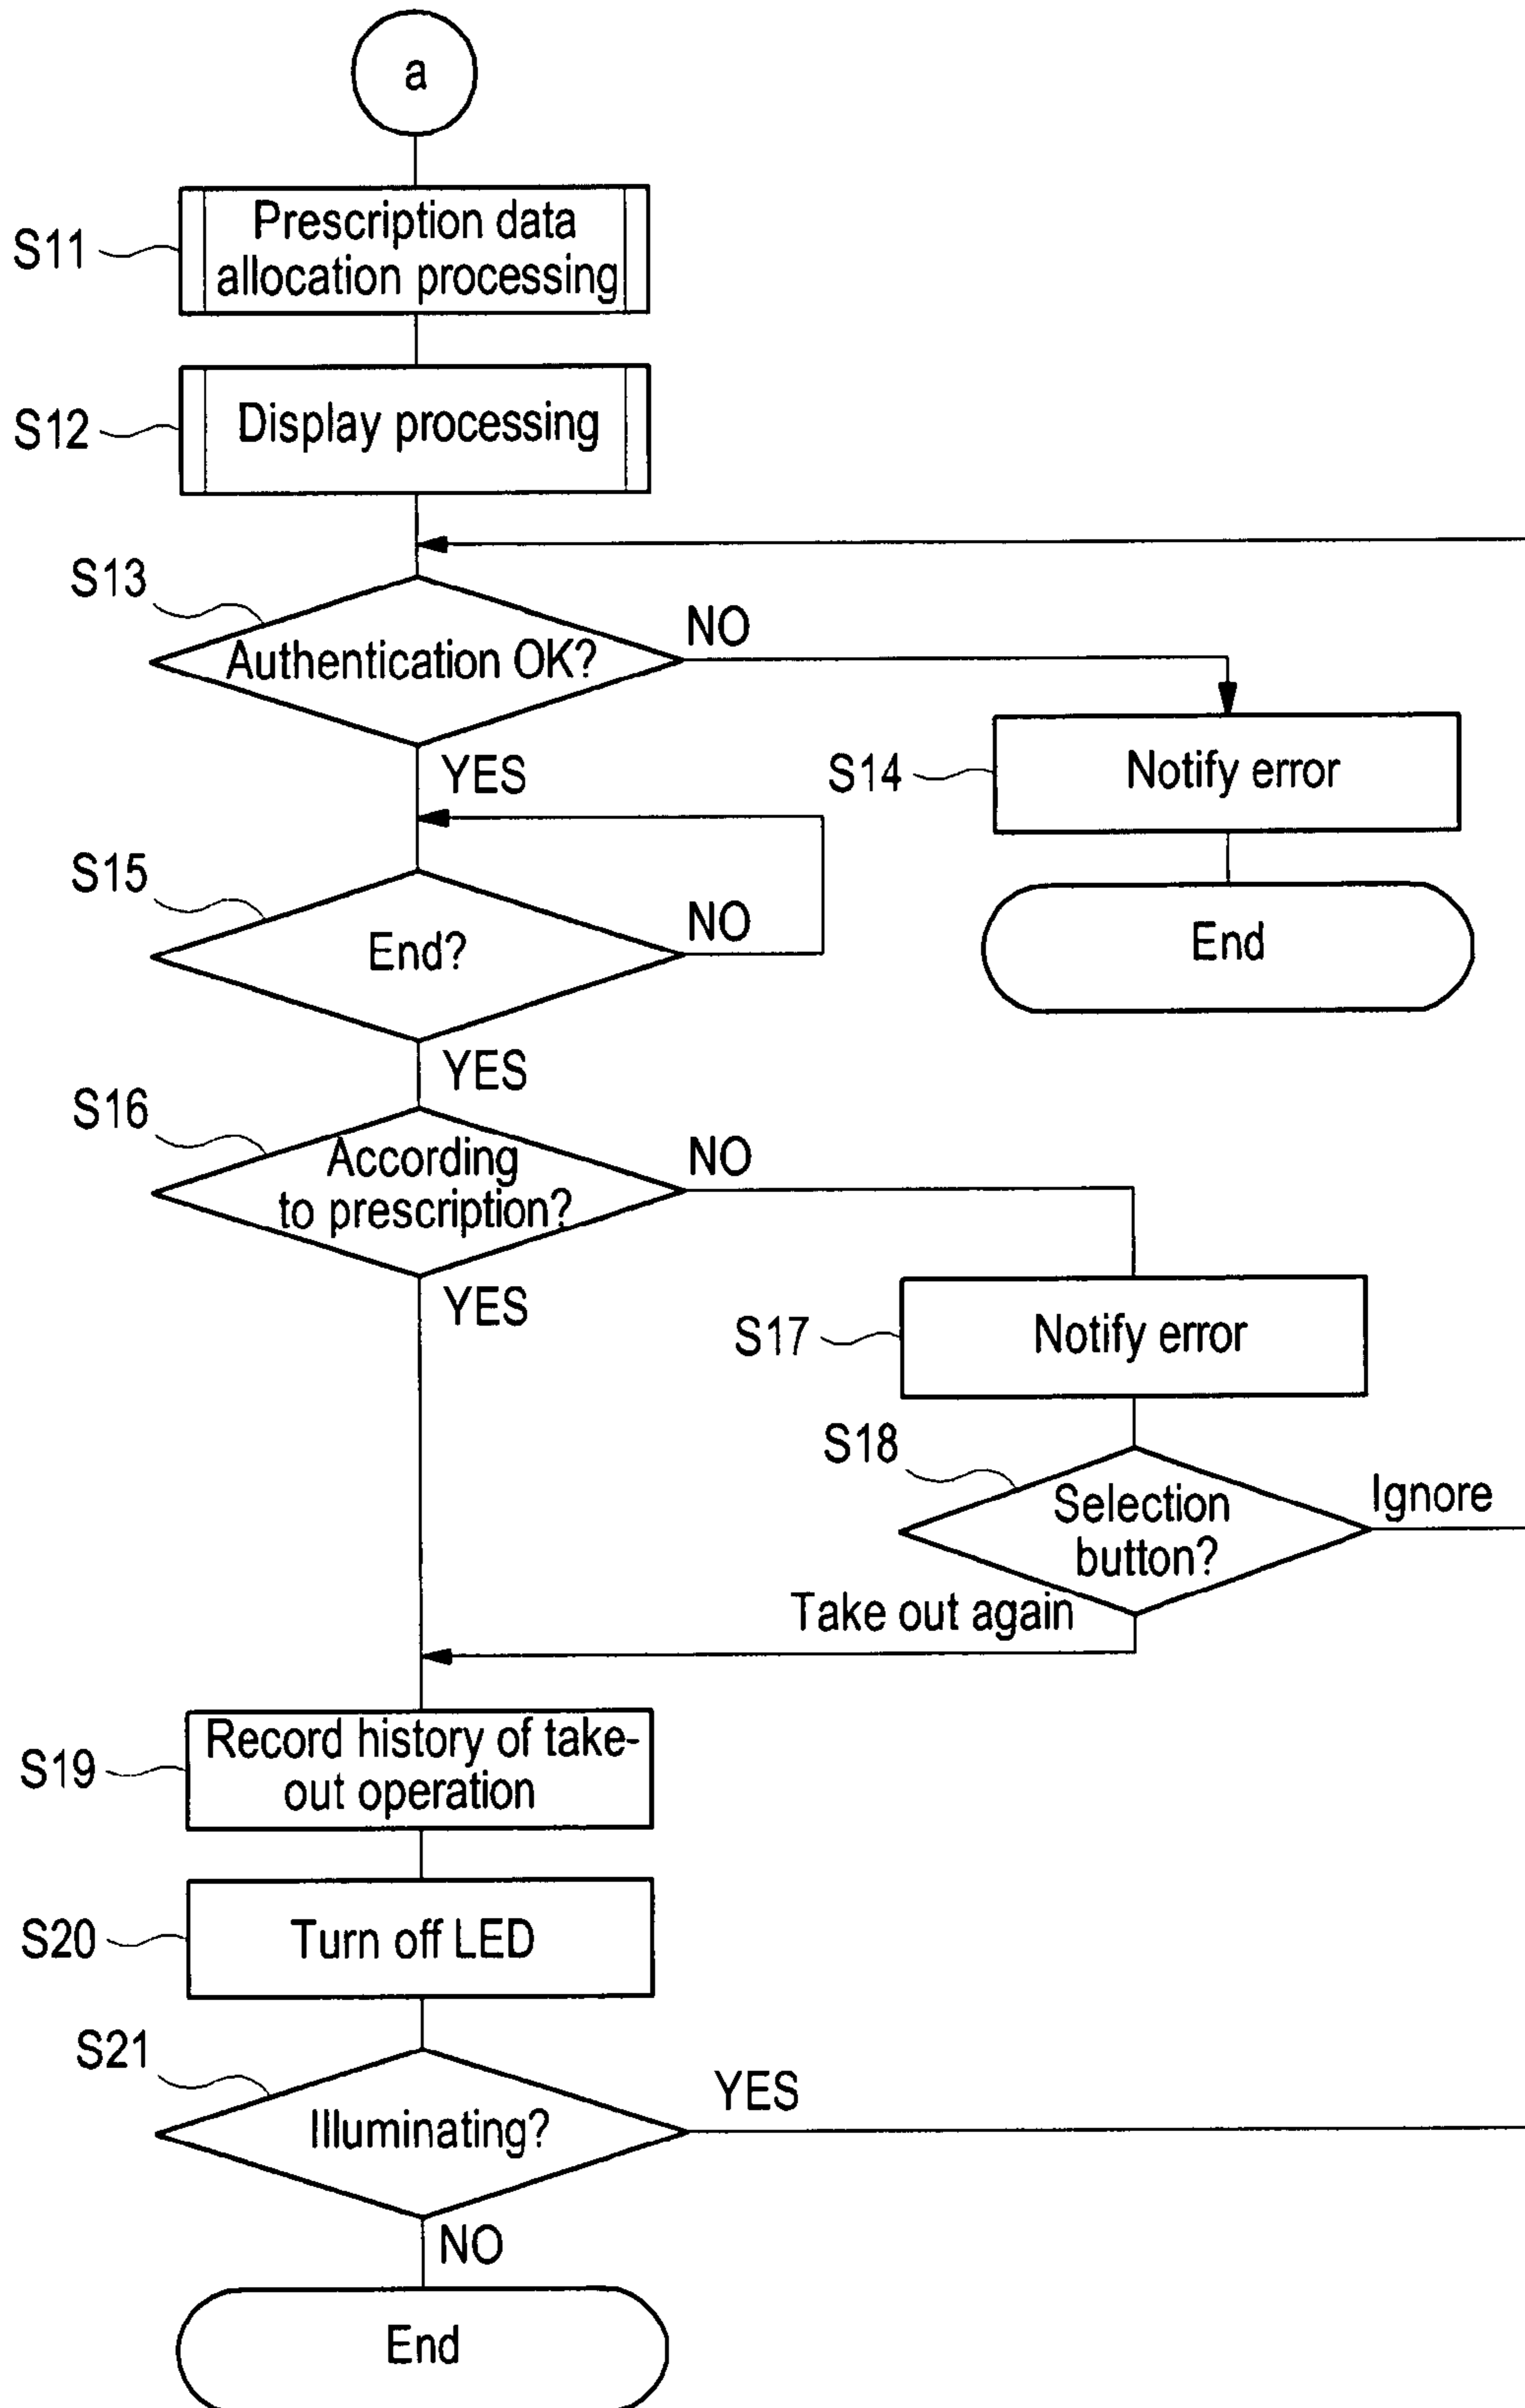 a
S11
Prescription data
allocation processing
S12
Display processing
S13
Authentication OK?
NO
YES
S14
Notify error
End
S15
End?
NO
YES
S16
According
to prescription?
NO
YES
S17
Notify error
S18
Selection
button?
Ignore
Take out again
S19
Record history of take-
out operation
S20
Turn off LED
S21
Illuminating?
YES
NO
End